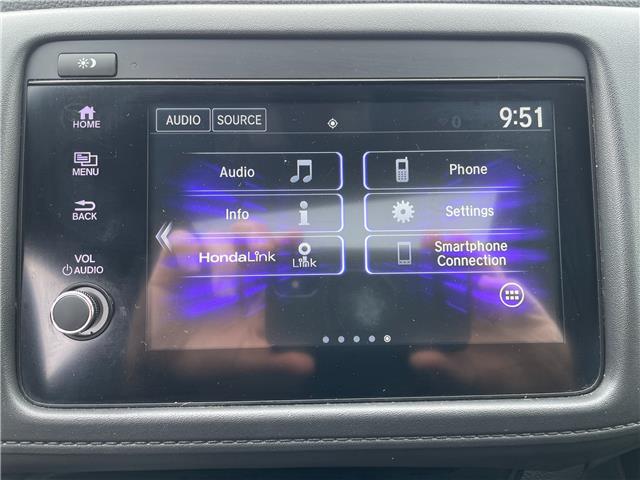 AUDIO SOURCE 9:51
HOME
MENU
BACK
VOL
AUDIO
Audio
Phone
Info
Settings
HondaLink
Link
Smartphone
Connection